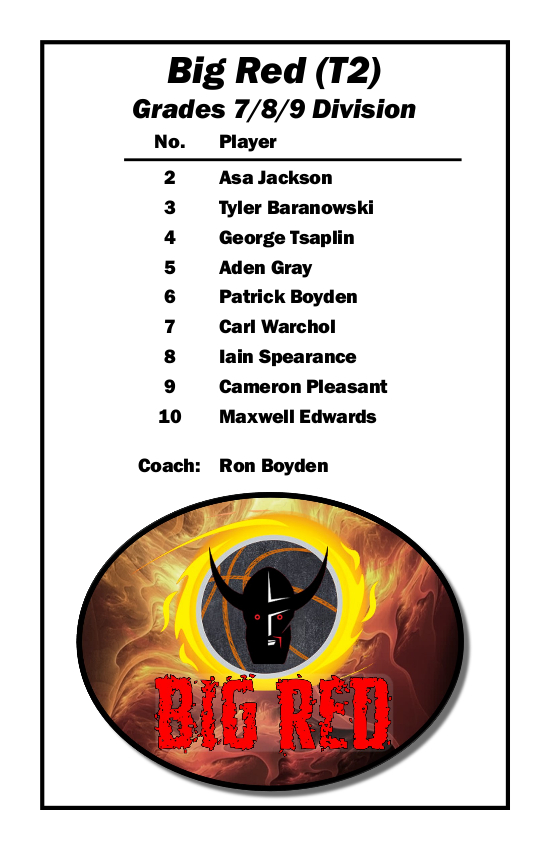 Big Red (T2)
Grades 7/8/9 Division
No. Player
2 Asa Jackson
3 Tyler Baranowski
4 George Tsaplin
5 Aden Gray
6 Patrick Boyden
7 Carl Warchol
8 Iain Spearance
9 Cameron Pleasant
10 Maxwell Edwards
Coach: Ron Boyden
BIG RED